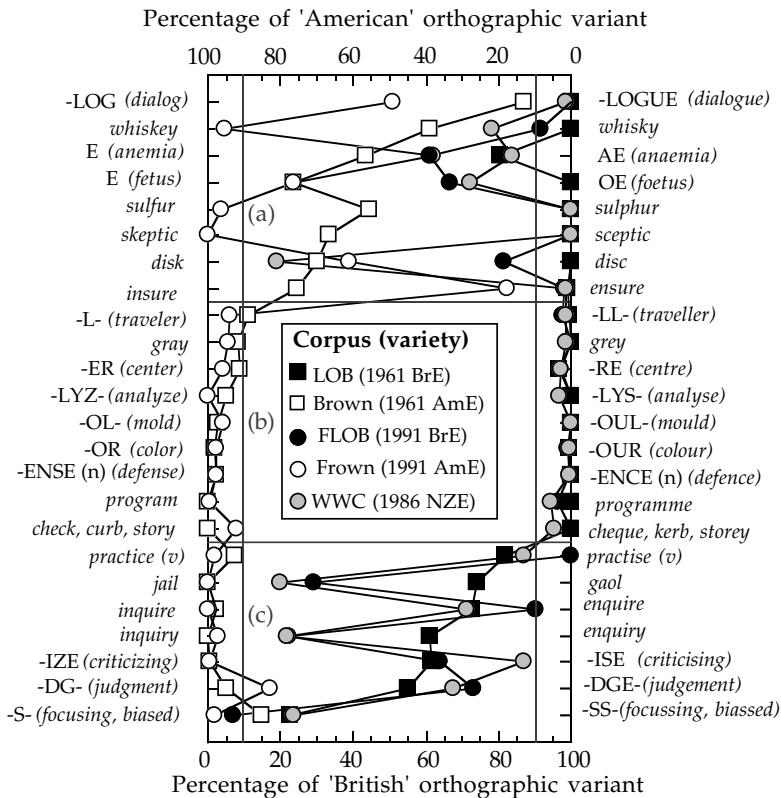 Percentage of 'American' orthographic variant
100 80 60 40 20 0
-LOG (dialog) -LOGUE (dialogue)
whiskey whisky
E (anemia) AE (anaemia)
E (fetus) OE (foetus)
sulfur (a) sulphur
skeptic sceptic
disk disc
insure ensure
-L- (traveler) -LL- (traveller)
gray Corpus (variety) grey
-ER (center) LOB (1961 BrE) -RE (centre)
-LYZ- (analyze) Brown (1961 AmE) -LYS- (analyse)
-OL- (mold) (b) -OUL- (mould)
-OR (color) FLOB (1991 BrE) -OUR (colour)
-ENSE (n) (defense) Frown (1991 AmE) -ENCE (n) (defence)
program WWC (1986 NZE) programme
check, curb, story cheque, kerb, storey
practice (v) practise (v)
jail gaol
inquire (c) enquire
inquiry enquiry
-IZE (criticizing) -ISE (criticising)
-DG- (judgment) -DGE- (judgement)
-S- (focusing, biased) -SS- (focussing, biassed)
0 20 40 60 80 100
Percentage of 'British' orthographic variant